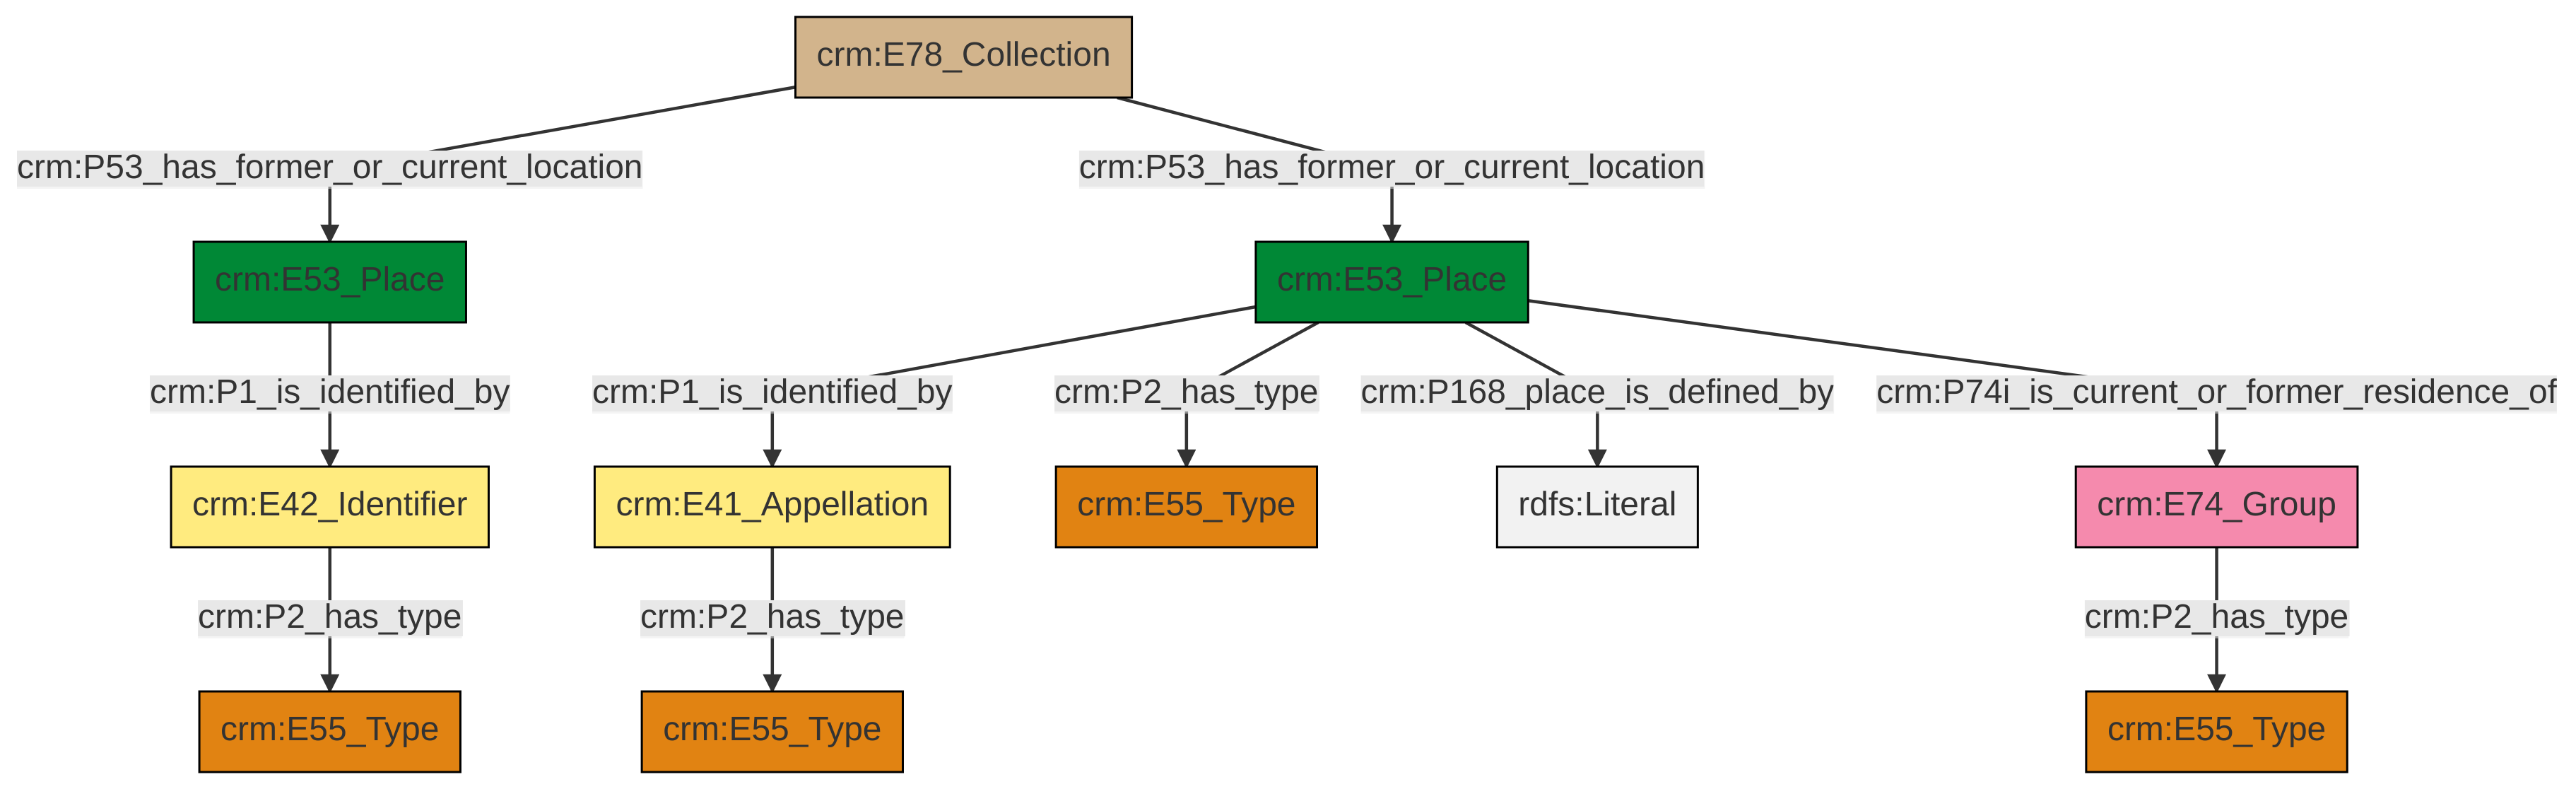 crm:E78_Collection
crm:P53_has_former_or_current_location
crm:P53_has_former_or_current_location
crm:E53_Place
crm:E53_Place
crm:P1_is_identified_by
crm:P1_is_identified_by
crm:P2_has_type
crm:P168_place_is_defined_by
crm:P74i_is_current_or_former_residence_of
crm:E42_Identifier
crm:E41_Appellation
crm:E55_Type
rdfs:Literal
crm:E74_Group
crm:P2_has_type
crm:P2_has_type
crm:P2_has_type
crm:E55_Type
crm:E55_Type
crm:E55_Type